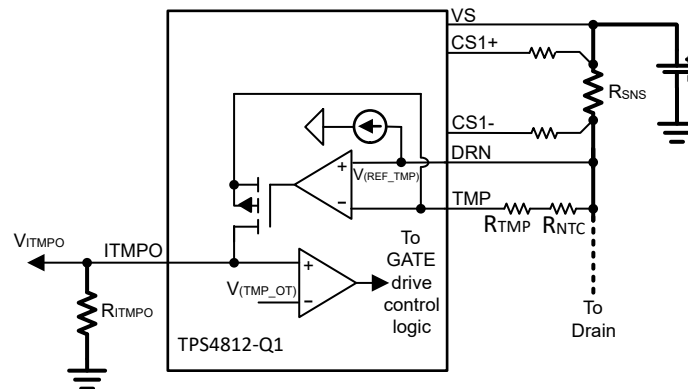 VS
CS1+
RSNS
CS1-
DRN
+
V(REF_TMP)
-
TMP
RTMP
RNTC
VITMPO
ITMPO
+
V(TMP_OT)
-
To
GATE
drive
control
logic
RITMPO
To
Drain
TPS4812-Q1